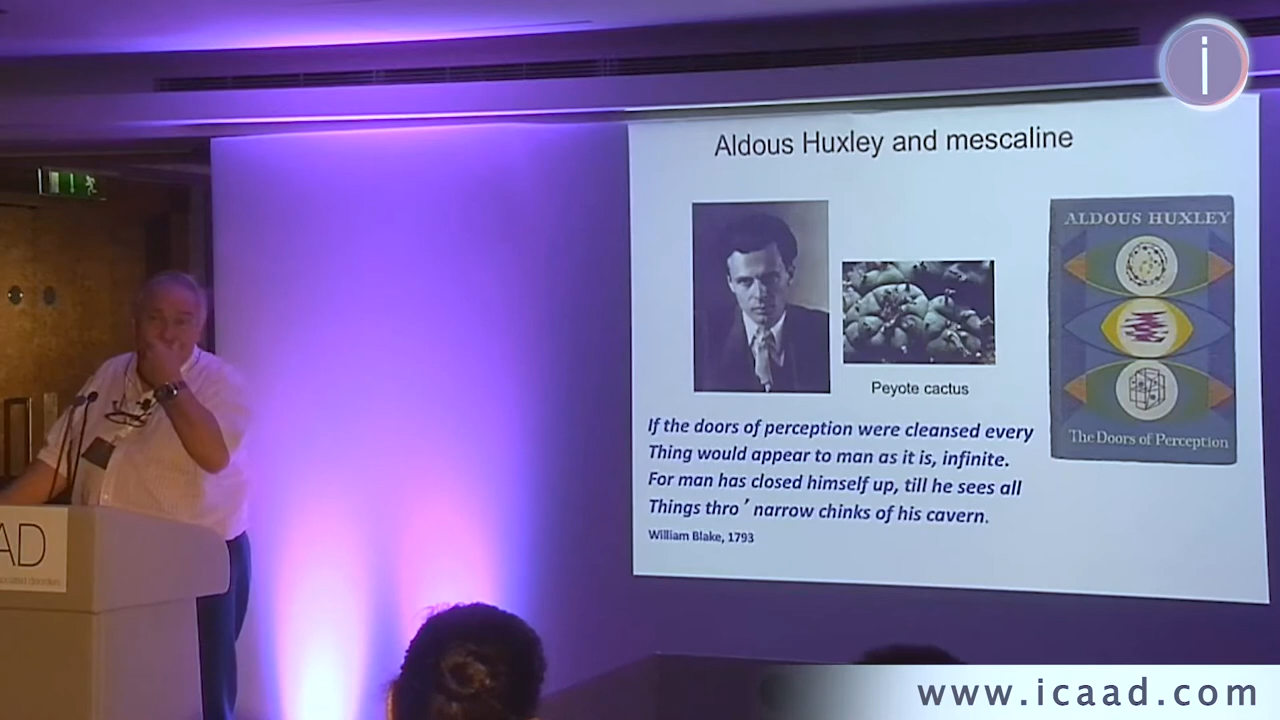 i
Aldous Huxley and mescaline
ALDOUS HUXLEY
The Doors of Perception
Peyote cactus
If the doors of perception were cleansed every
Thing would appear to man as it is, infinite.
For man has closed himself up, till he sees all
Things thro ’ narrow chinks of his cavern.
William Blake, 1793
AD
disorders
www.icaad.com